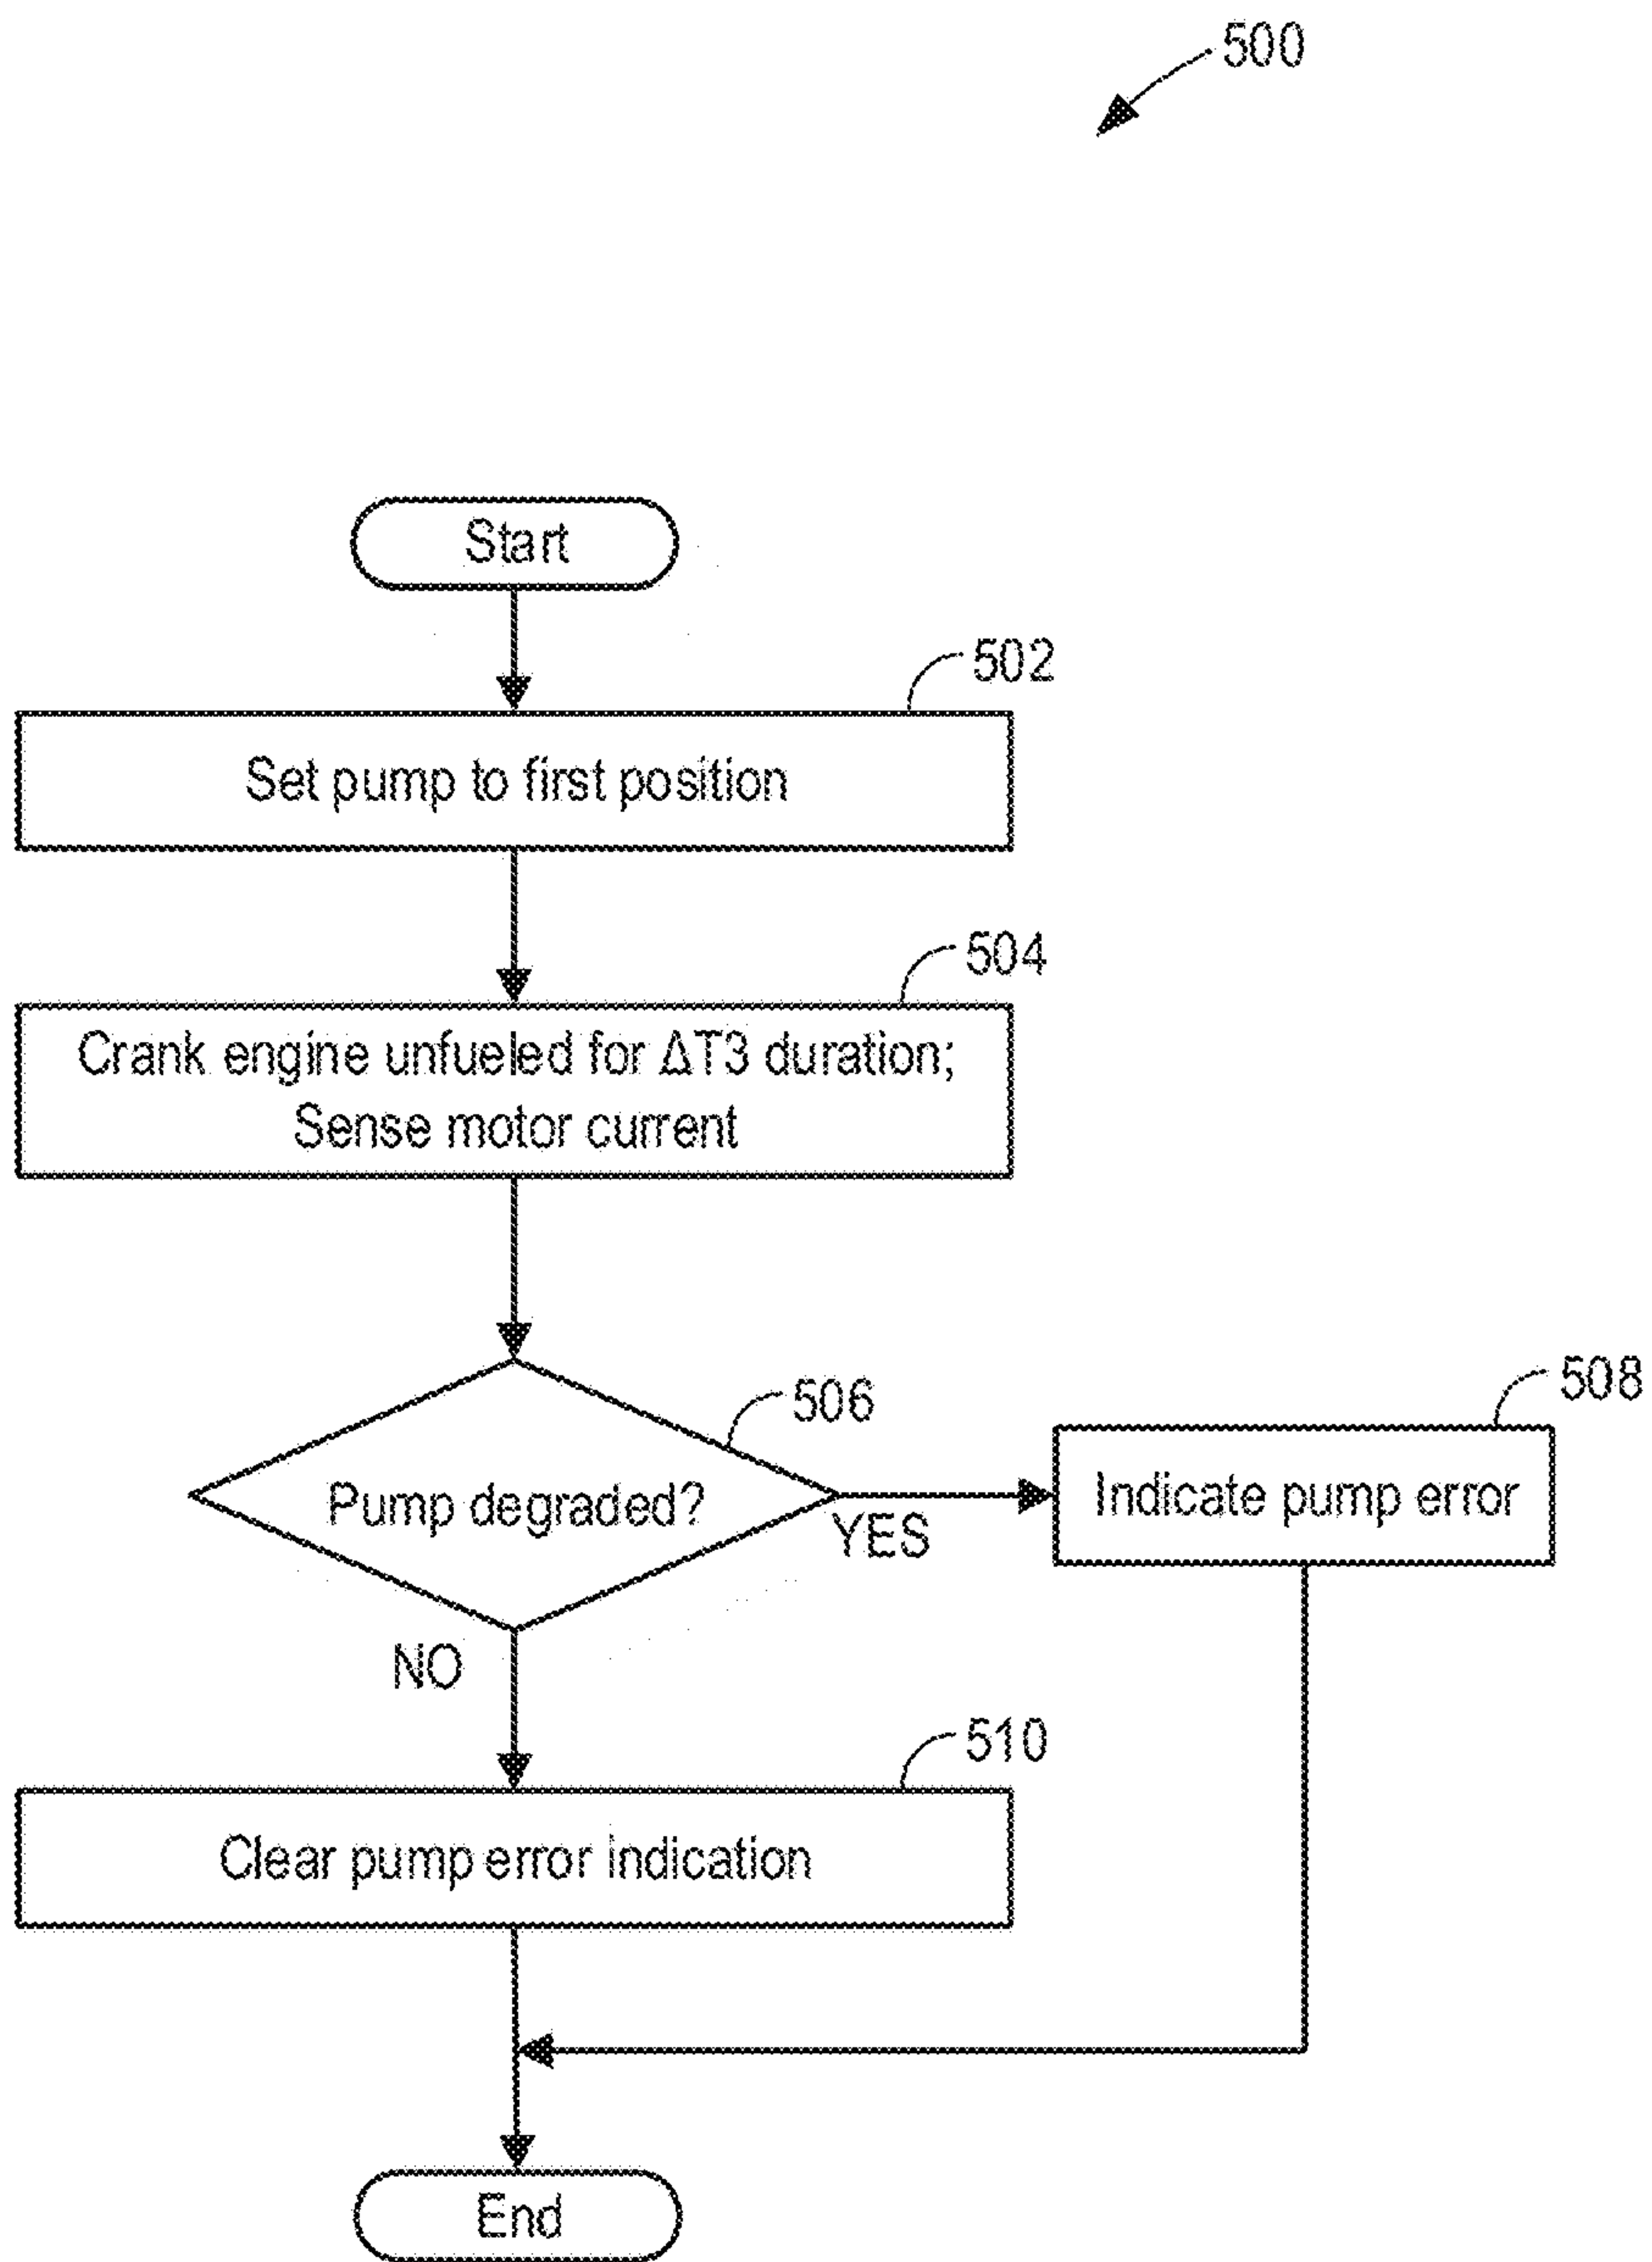 500
Start
502
Set pump to first position
504
Crank engine unfueled for ΔT3 duration;
Sense motor current
506
508
Pump degraded?
Indicate pump error
YES
NO
510
Clear pump error indication
End